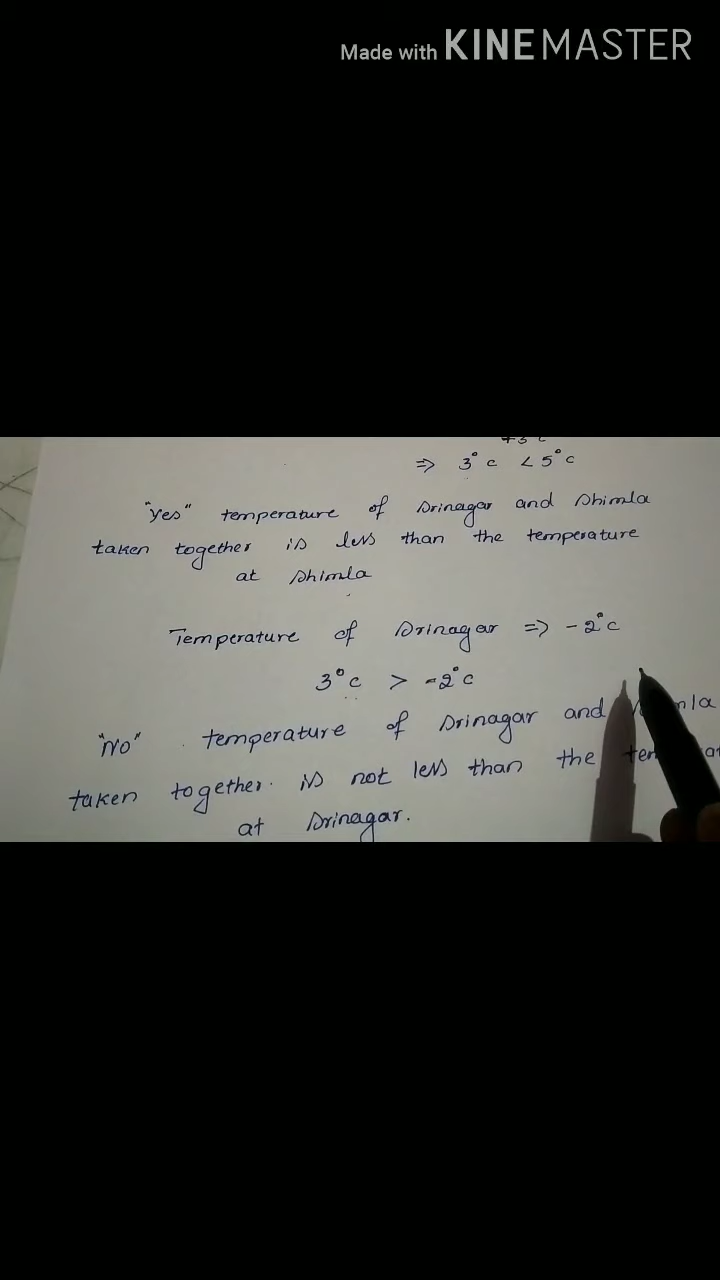 Made with KINEMASTER
⇒ 3°c < 5°c
"Yes" temperature of Srinagar and Shimla
taken together is less than the temperature
at Shimla
Temperature of Srinagar ⇒ -2°c
3°c > -2°c
"No" temperature of Srinagar and
taken together is not less than the
at Srinagar.